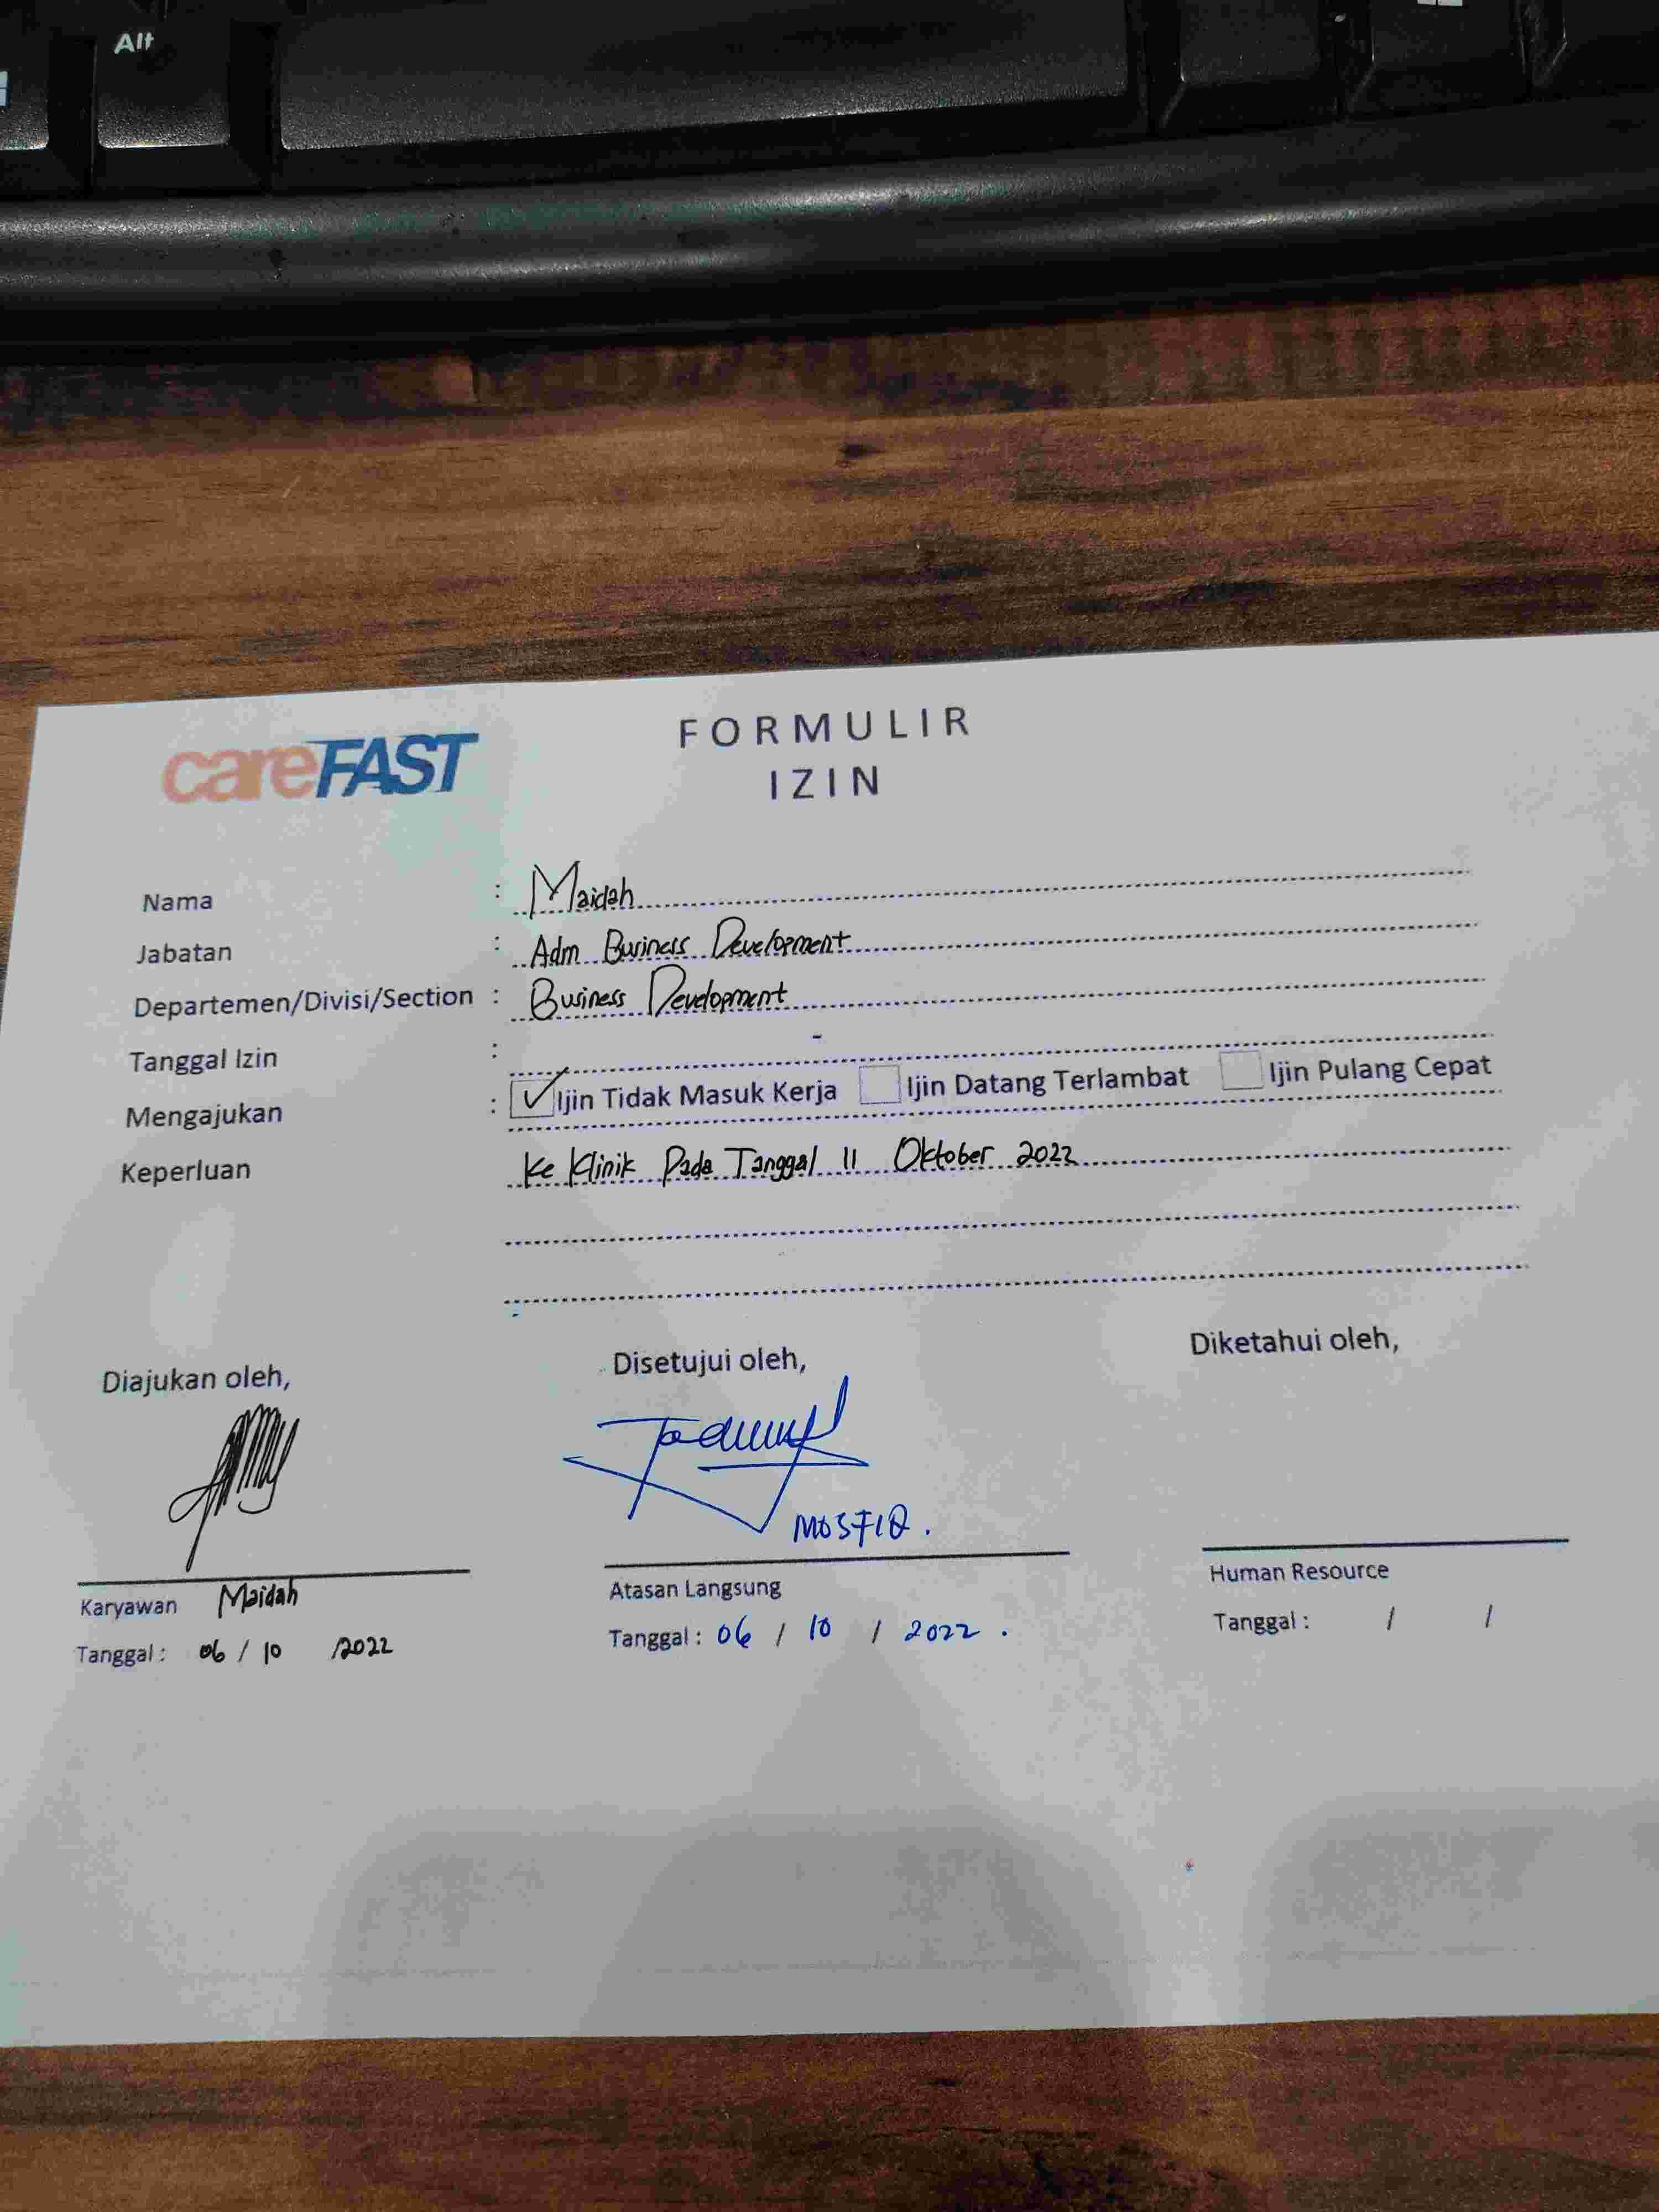 Alt
careFAST
FORMULIR
IZIN
Nama : Maidah
Jabatan : Adm Business Development
Departemen/Divisi/Section : Business Development
Tanggal Izin : -
Mengajukan : ✓ Ijin Tidak Masuk Kerja Ijin Datang Terlambat Ijin Pulang Cepat
Keperluan Ke Klinik Pada Tanggal 11 Oktober 2022
Diajukan oleh, Disetujui oleh, Diketahui oleh,
Karyawan Maidah Atasan Langsung Human Resource
Tanggal : 06 / 10 /2022 Tanggal : 06 / 10 / 2022 . Tanggal : / /